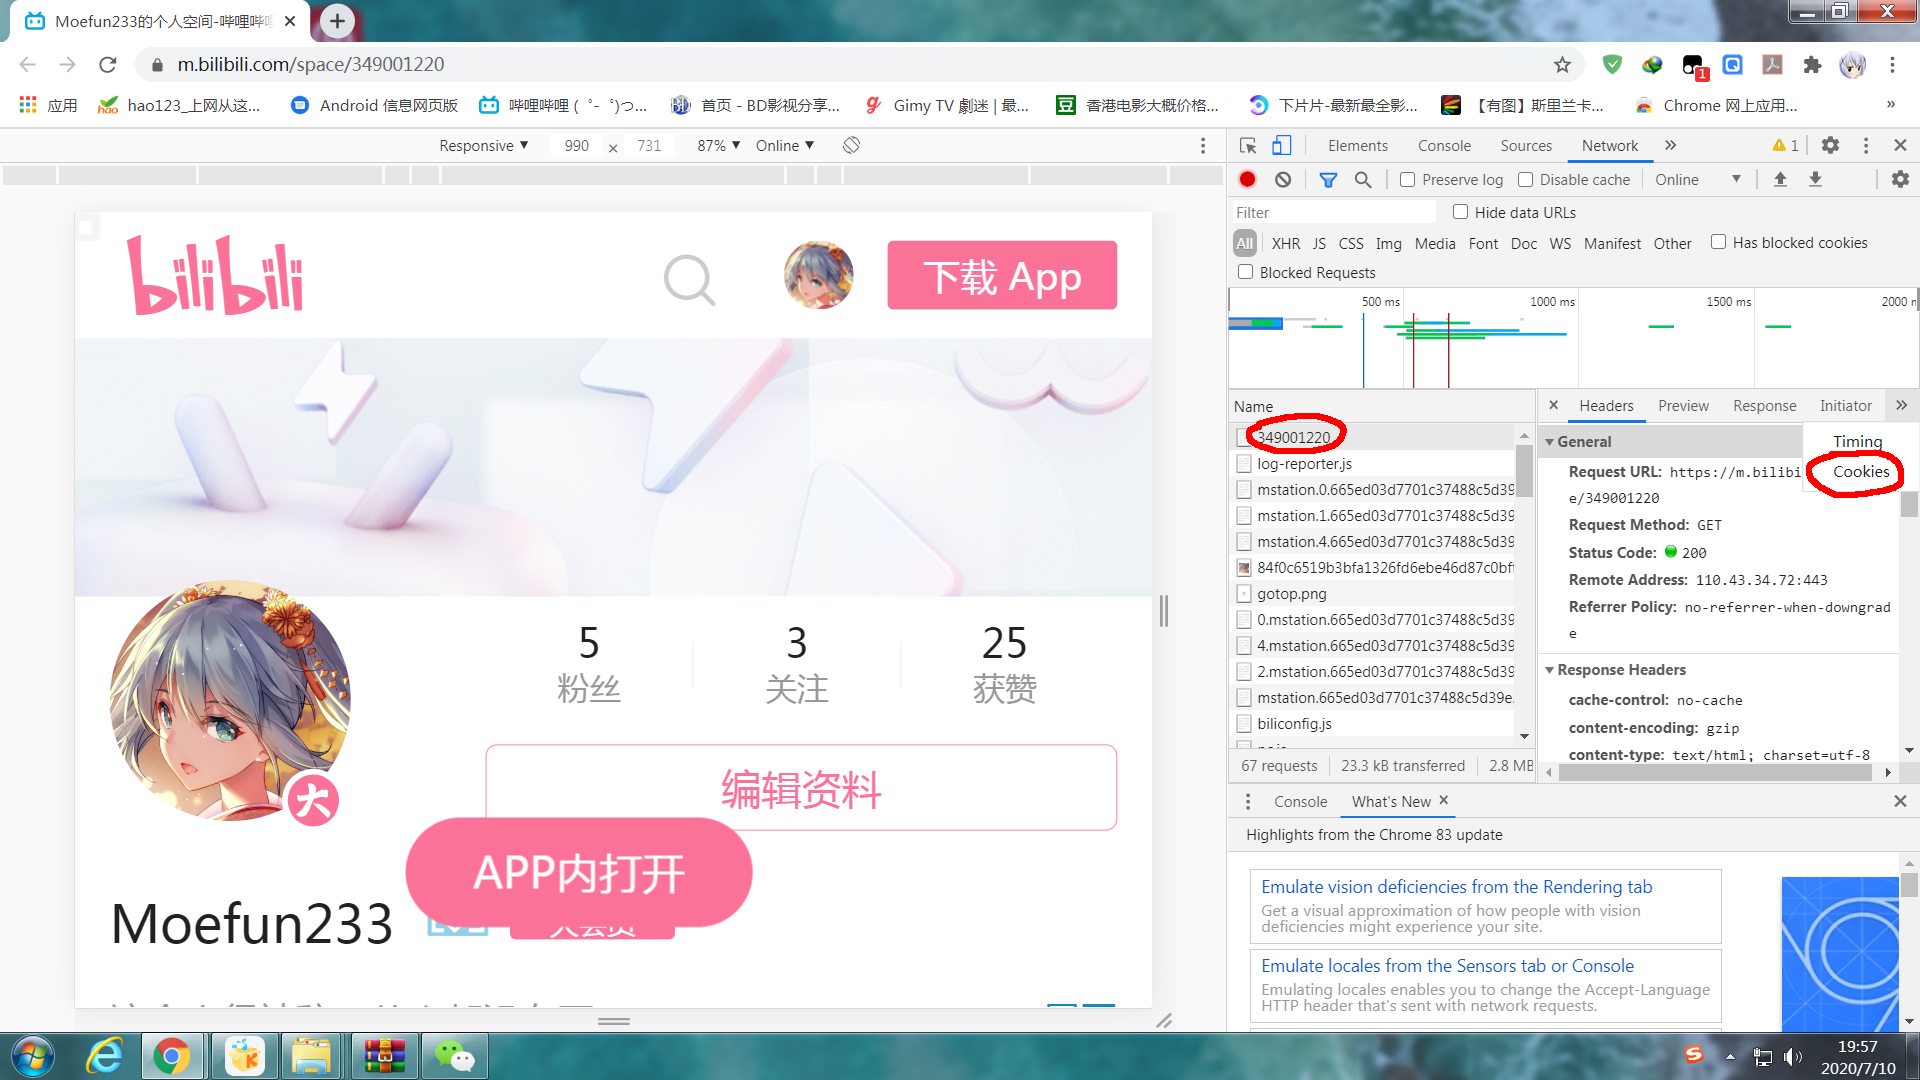 Moefun233的个人空间-哔哩哔哩
m.bilibili.com/space/349001220
1
应用
hao123_上网从这...
Android 信息网页版
哔哩哔哩 (゜-゜)つ...
首页 - BD影视分享...
Gimy TV 劇迷 | 最...
香港电影大概价格...
下片片-最新最全影...
【有图】斯里兰卡...
Chrome 网上应用...
»
Responsive ▼ 990 × 731 87% ▼ Online ▼
Elements Console Sources Network » 1
Preserve log Disable cache Online ▼
Filter Hide data URLs
All XHR JS CSS Img Media Font Doc WS Manifest Other Has blocked cookies
Blocked Requests
500 ms 1000 ms 1500 ms 2000 m
bilibili
下载 App
5 3 25
粉丝 关注 获赞
编辑资料
大
APP内打开
Moefun233
Name
349001220
log-reporter.js
mstation.0.665ed03d7701c37488c5d39
mstation.1.665ed03d7701c37488c5d39
mstation.4.665ed03d7701c37488c5d39
84f0c6519b3bfa1326fd6ebe46d87c0bff
gotop.png
0.mstation.665ed03d7701c37488c5d39
4.mstation.665ed03d7701c37488c5d39
2.mstation.665ed03d7701c37488c5d39
mstation.665ed03d7701c37488c5d39e.
biliconfig.js
67 requests 23.3 kB transferred 2.8 MB
× Headers Preview Response Initiator »
Timing
Cookies
General
Request URL: https://m.bilibi
e/349001220
Request Method: GET
Status Code: 200
Remote Address: 110.43.34.72:443
Referrer Policy: no-referrer-when-downgrad
e
Response Headers
cache-control: no-cache
content-encoding: gzip
content-type: text/html; charset=utf-8
Console What's New ×
Highlights from the Chrome 83 update
Emulate vision deficiencies from the Rendering tab
Get a visual approximation of how people with vision
deficiencies might experience your site.
Emulate locales from the Sensors tab or Console
Emulating locales enables you to change the Accept-Language
HTTP header that's sent with network requests.
19:57
2020/7/10